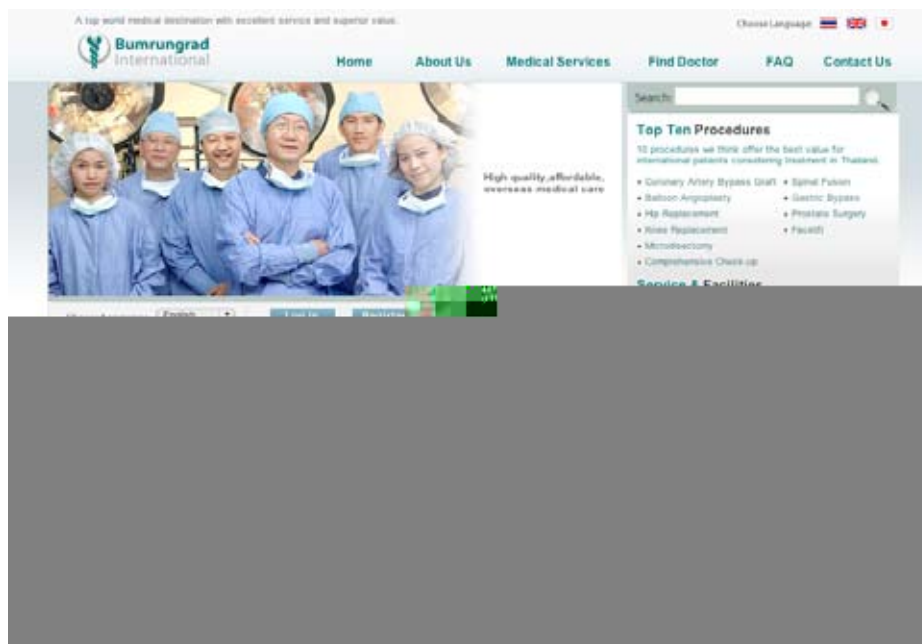 A top world medical destination with excellent service and superior value.
Choose Language
Bumrungrad
International
Home About Us Medical Services Find Doctor FAQ Contact Us
Search:
High quality,affordable,
overseas medical care
Top Ten Procedures
10 procedures we think offer the best value for
international patients considering treatment in Thailand.
• Coronary Artery Bypass Graft • Spinal Fusion
• Balloon Angioplasty • Gastric Bypass
• Hip Replacement • Prostate Surgery
• Knee Replacement • Facelift
• Microdisectomy
• Comprehensive Check-up
Service & Facilities
English Log In